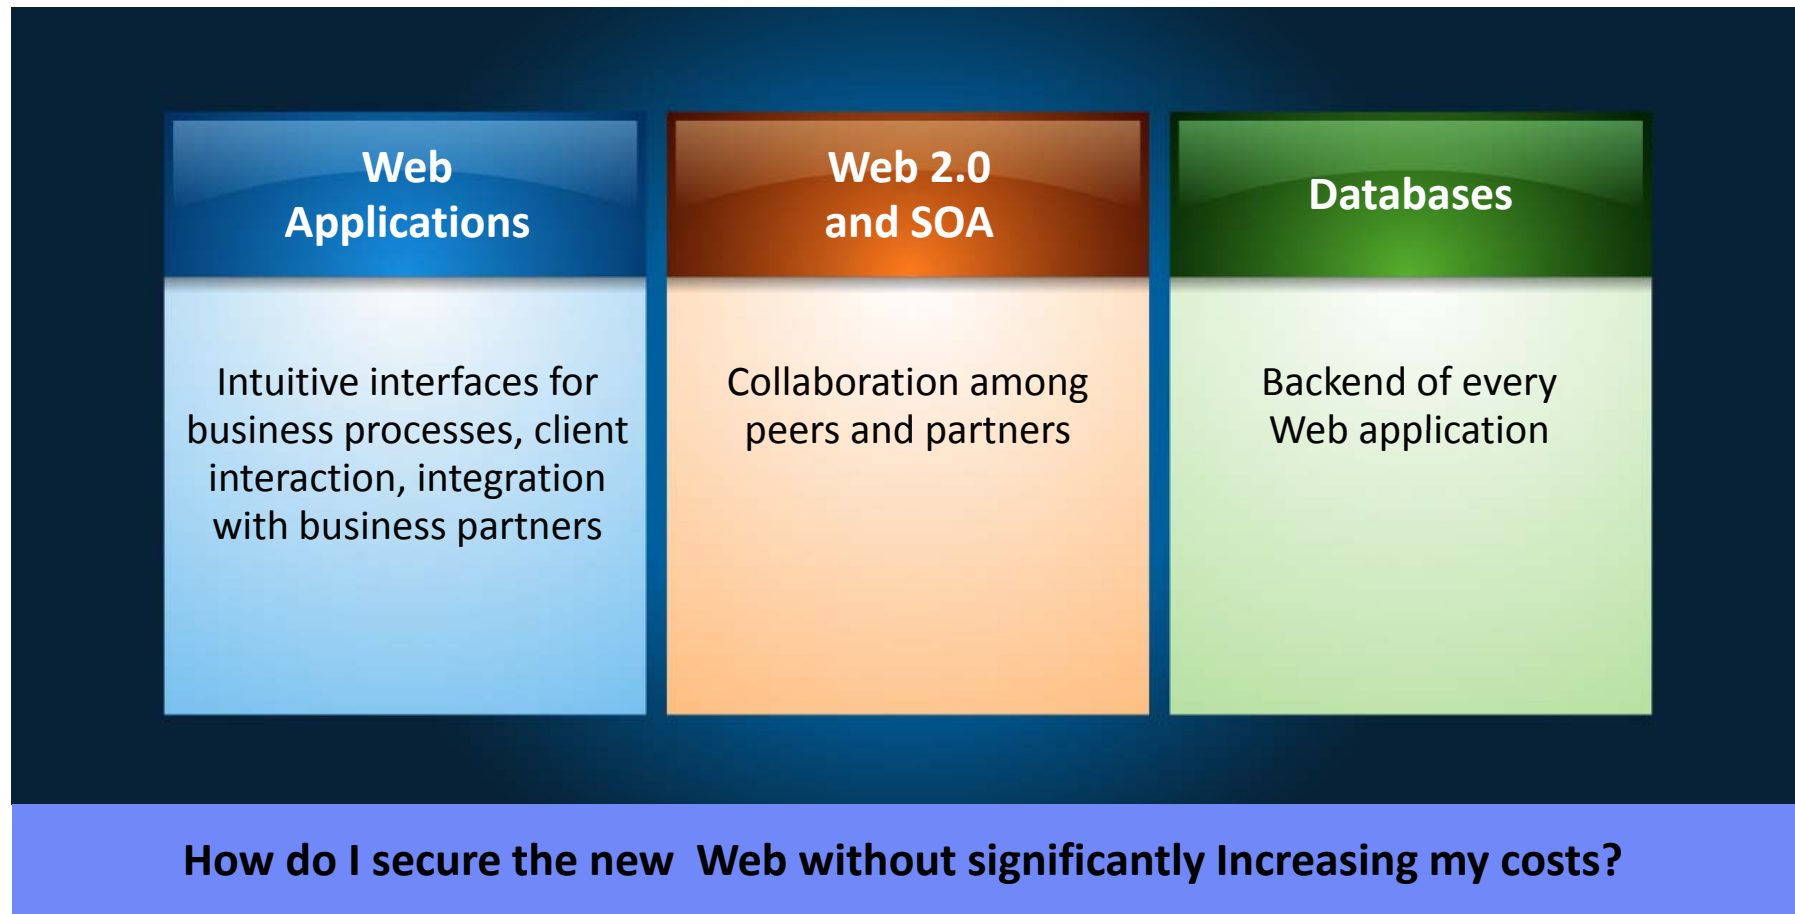 Web
Applications
Intuitive interfaces for
business processes, client
interaction, integration
with business partners
Web 2.0
and SOA
Collaboration among
peers and partners
Databases
Backend of every
Web application
How do I secure the new  Web without significantly Increasing my costs?